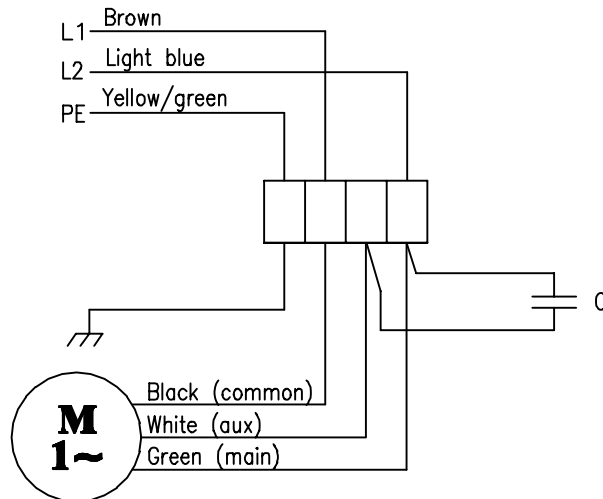 L1 Brown
L2 Light blue
PE Yellow/green
C
Black (common)
White (aux)
Green (main)
M
1~